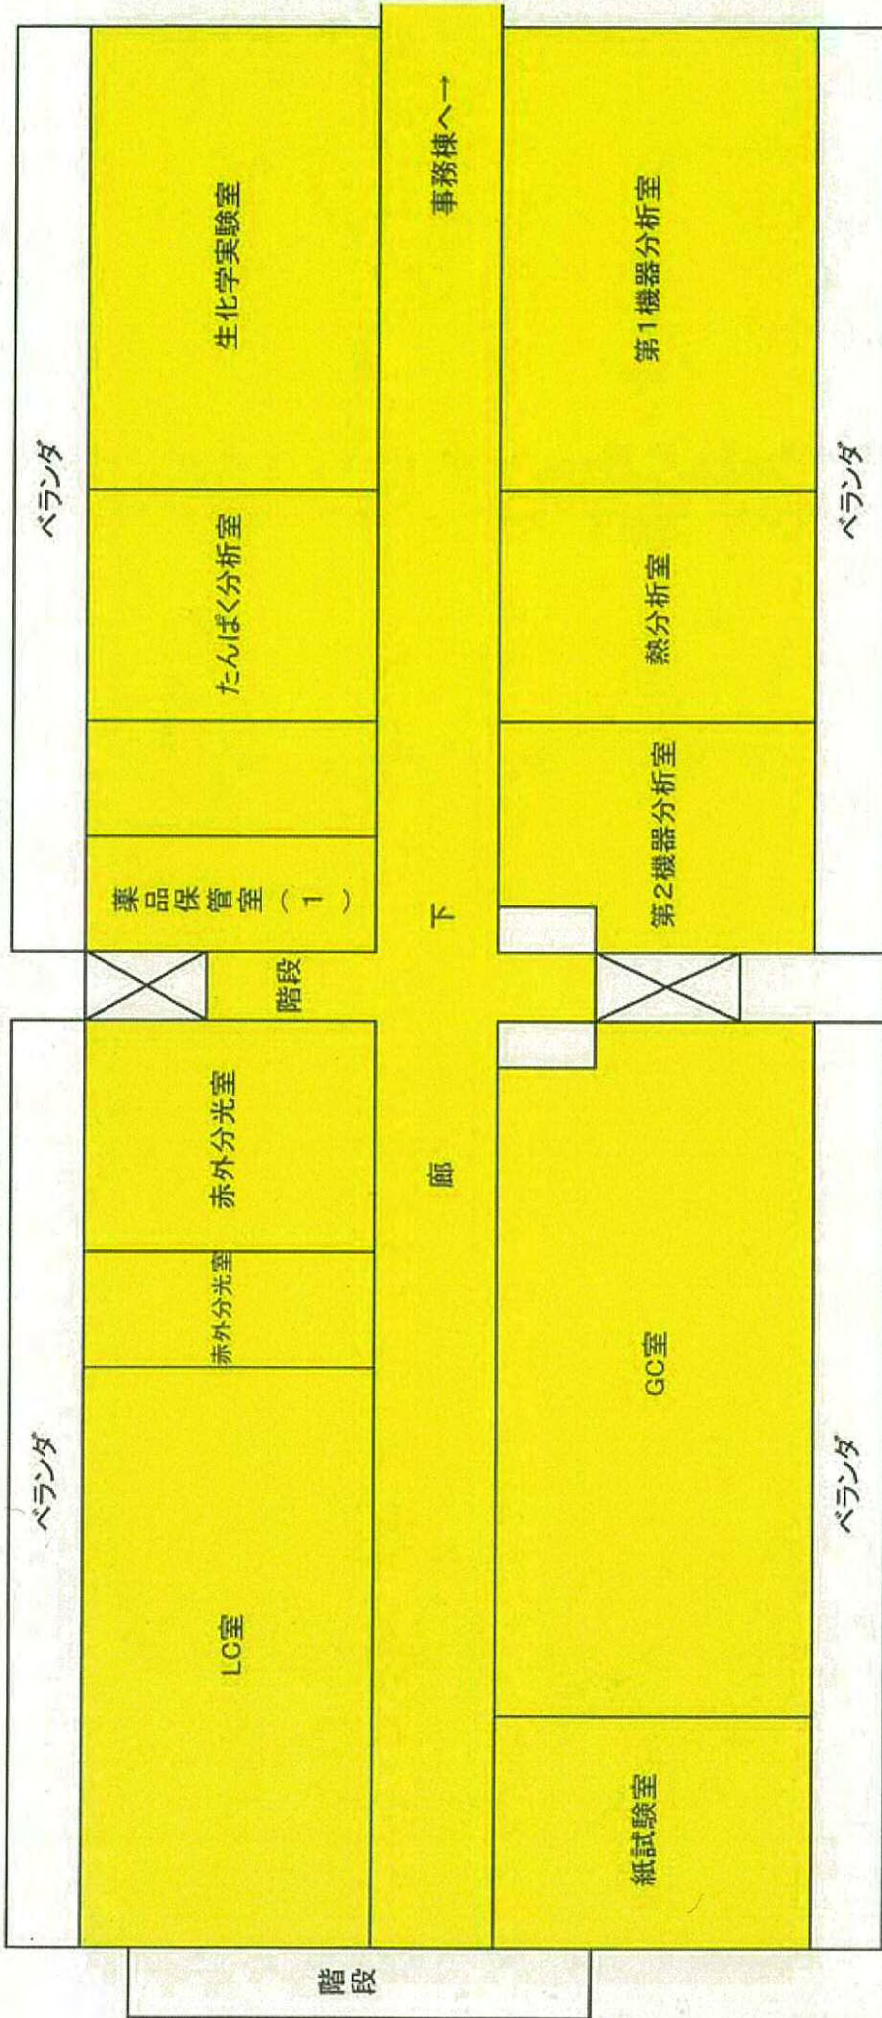 ベランダ
ベランダ
LC室
赤外分光室
赤外分光室
階段
薬品保管室(1)
たんぱく分析室
生化学実験室
階段
廊
下
事務棟へ→
紙試験室
GC室
第2機器分析室
熱分析室
第1機器分析室
ベランダ
ベランダ